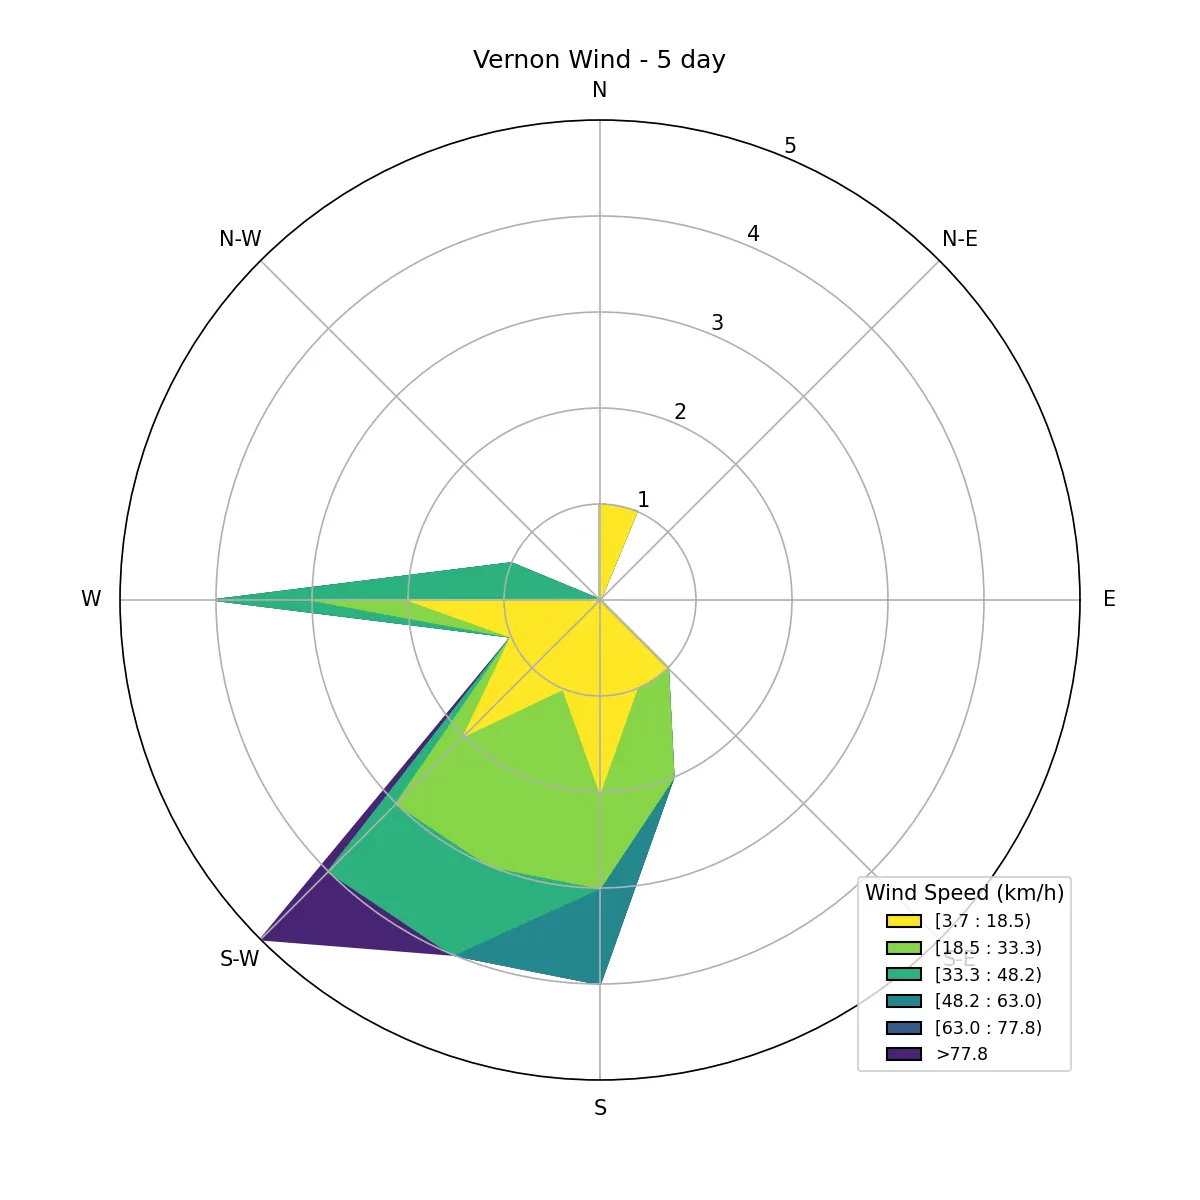 Vernon Wind - 5 day
N
5
N-W
N-E
4
3
2
1
W
E
Wind Speed (km/h)
[3.7 : 18.5)
[18.5 : 33.3)
S-W
S-E
[33.3 : 48.2)
[48.2 : 63.0)
[63.0 : 77.8)
>77.8
S